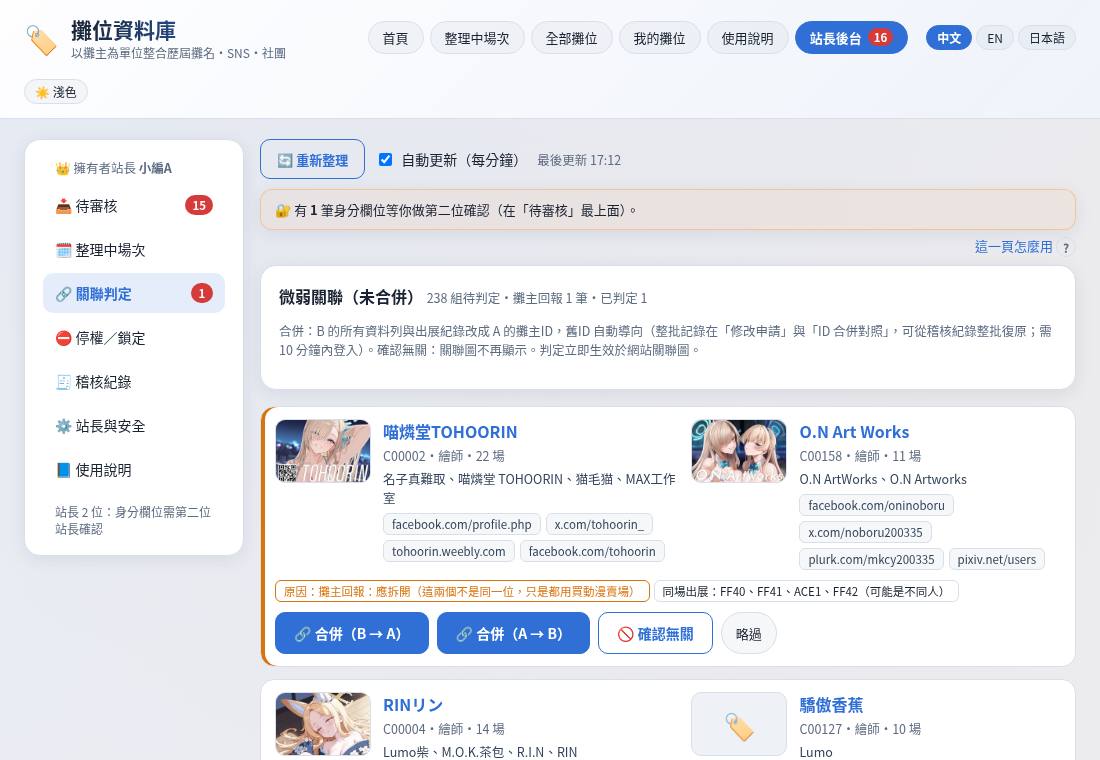 攤位資料庫
以攤主為單位整合歷屆攤名・SNS・社團
首頁
整理中場次
全部攤位
我的攤位
使用說明
站長後台 16
中文
EN
日本語
☀️ 淺色
👑 擁有者站長 小編A
📥 待審核 15
🗓️ 整理中場次
🔗 關聯判定 1
⛔ 停權／鎖定
🧾 稽核紀錄
⚙️ 站長與安全
📘 使用說明
站長 2 位：身分欄位需第二位
站長確認
🔄 重新整理
自動更新（每分鐘）
最後更新 17:12
🔐 有 1 筆身分欄位等你做第二位確認（在「待審核」最上面）。
這一頁怎麼用 ?
微弱關聯（未合併） 238 組待判定・攤主回報 1 筆・已判定 1
合併：B 的所有資料列與出展紀錄改成 A 的攤主ID，舊ID 自動導向（整批記錄在「修改申請」與「ID 合併對照」，可從稽核紀錄整批復原；需
10 分鐘內登入）。確認無關：關聯圖不再顯示。判定立即生效於網站關聯圖。
TOHOORIN
喵燐堂TOHOORIN
C00002・繪師・22 場
名子真難取、喵燐堂 TOHOORIN、猫毛猫、MAX工作
室
facebook.com/profile.php
x.com/tohoorin_
tohoorin.weebly.com
facebook.com/tohoorin
O.N Artworks
O.N Art Works
C00158・繪師・11 場
O.N ArtWorks、O.N Artworks
facebook.com/oninoboru
x.com/noboru200335
plurk.com/mkcy200335
pixiv.net/users
原因：攤主回報：應拆開（這兩個不是同一位，只是都用買動漫賣場）
同場出展：FF40、FF41、ACE1、FF42（可能是不同人）
🔗 合併（B → A）
🔗 合併（A → B）
🚫 確認無關
略過
RINリン
C00004・繪師・14 場
Lumo柴、M.O.K.茶包、R.I.N、RIN
驕傲香蕉
C00127・繪師・10 場
Lumo